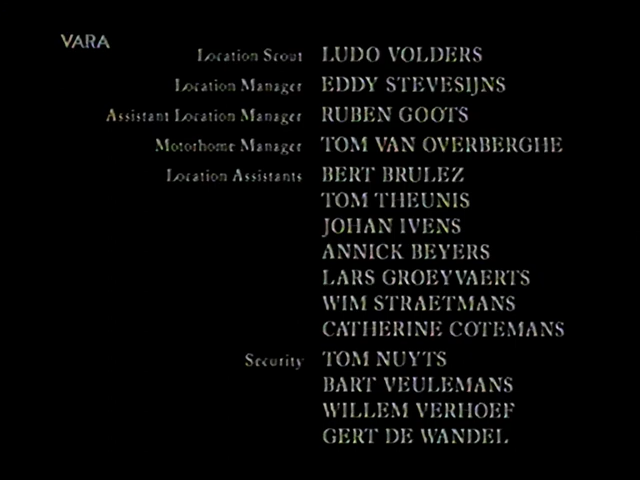 VARA
Location Scout LUDO VOLDERS
Location Manager EDDY STEVESIJNS
Assistant Location Manager RUBEN GOOTS
Motorhome Manager TOM VAN OVERBERGHE
Location Assistants BERT BRULEZ
TOM THEUNIS
JOHAN IVENS
ANNICK BEYERS
LARS GROEYVAERTS
WIM STRAETMANS
CATHERINE COTEMANS
Security TOM NUYTS
BART VEULEMANS
WILLEM VERHOEF
GERT DE WANDEL